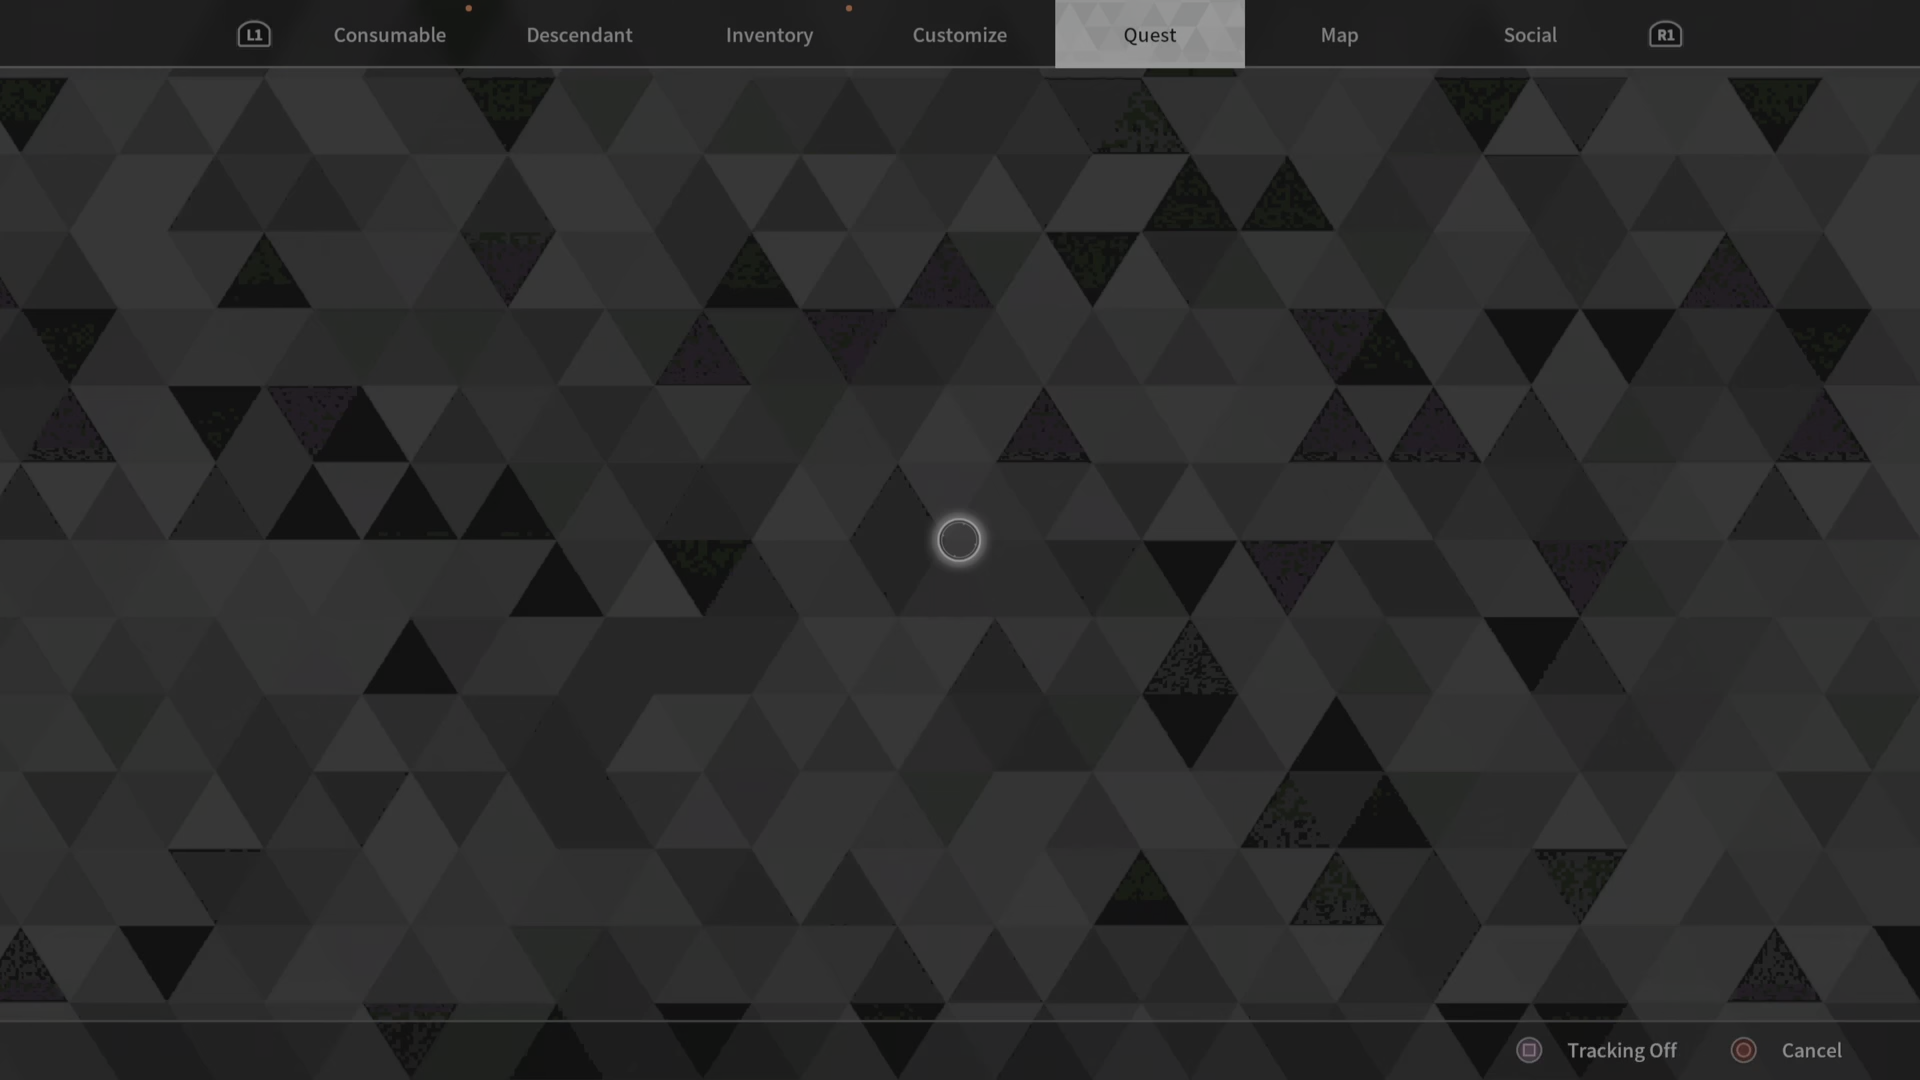 L1 Consumable Descendant Inventory Customize Quest Map Social R1
Tracking Off Cancel